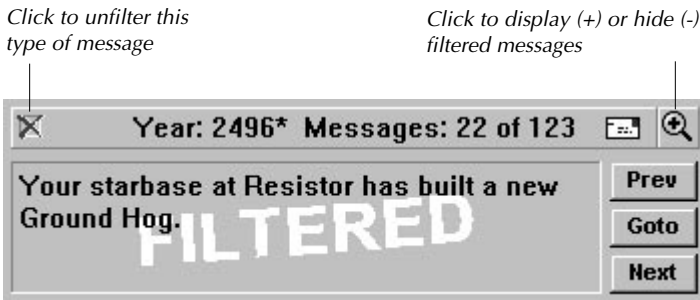 Click to unfilter this
type of message
Click to display (+) or hide (-)
filtered messages
Year: 2496* Messages: 22 of 123
Your starbase at Resistor has built a new
Ground Hog.
FILTERED
Prev
Goto
Next